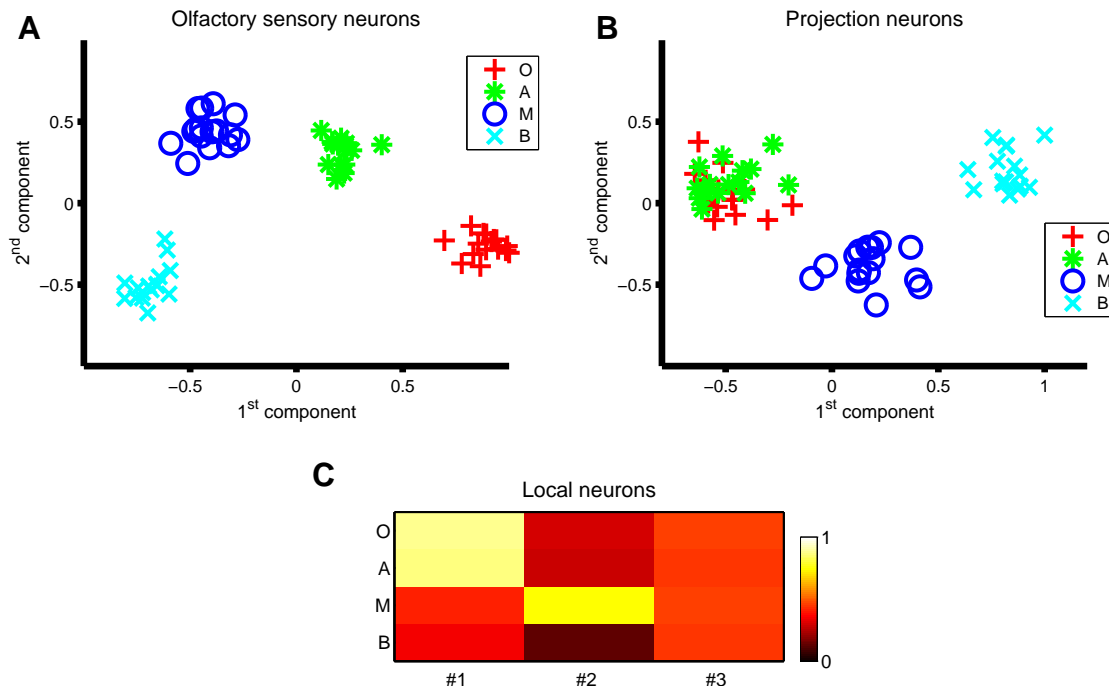 A
Olfactory sensory neurons
O
A
M
B
0.5
0
−0.5
2nd component
−0.5
0
0.5
1st component
B
Projection neurons
0.5
0
−0.5
2nd component
O
A
M
B
−0.5
0
0.5
1
1st component
C
Local neurons
O
A
M
B
#1
#2
#3
1
0